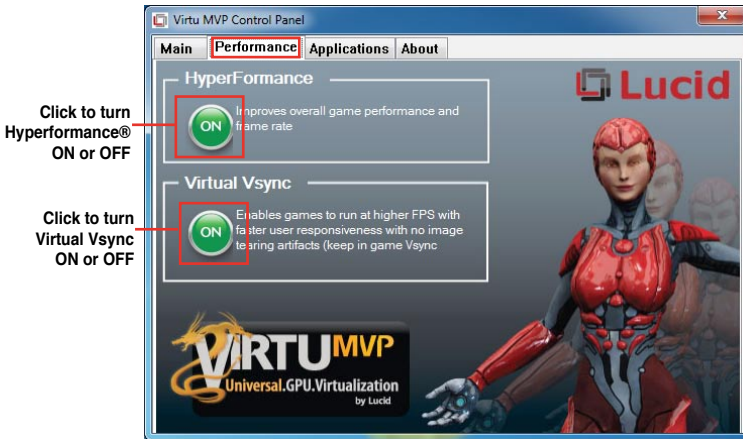 Virtu MVP Control Panel
x
Main Performance Applications About
HyperFormance
Lucid
ON
Improves overall game performance and
frame rate
Click to turn
Hyperformance®
ON or OFF
Virtual Vsync
ON
Enables games to run at higher FPS with
faster user responsiveness with no image
tearing artifacts (keep in game Vsync
Click to turn
Virtual Vsync
ON or OFF
VIRTU MVP
Universal.GPU.Virtualization
by Lucid